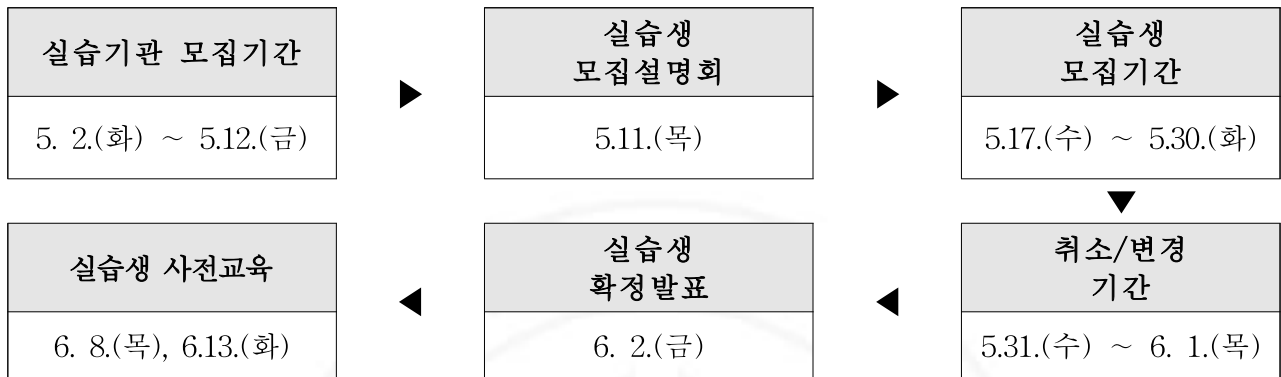 실습기관 모집기간
5. 2.(화) ~ 5.12.(금)
▶
실습생
모집설명회
5.11.(목)
▶
실습생
모집기간
5.17.(수) ~ 5.30.(화)
▼
취소/변경
기간
5.31.(수) ~ 6. 1.(목)
◀
실습생
확정발표
6. 2.(금)
◀
실습생 사전교육
6. 8.(목), 6.13.(화)